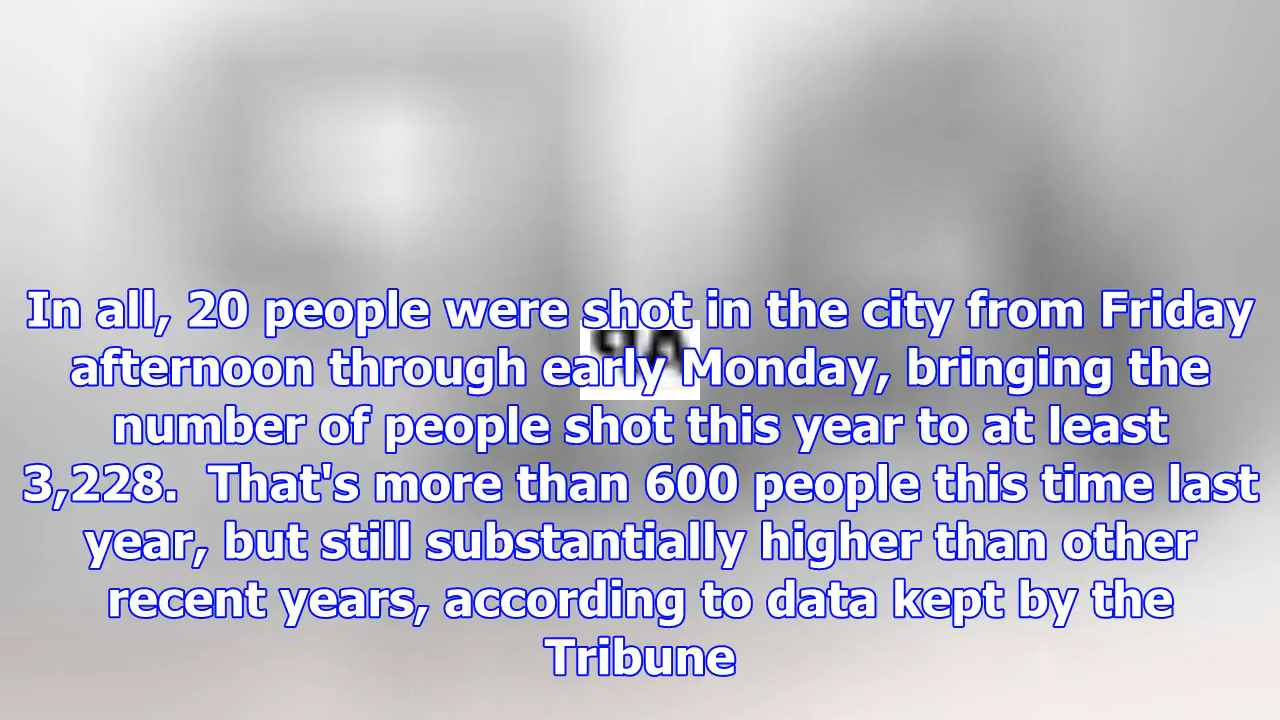 In all, 20 people were shot in the city from Friday
afternoon through early Monday, bringing the
number of people shot this year to at least
3,228.  That's more than 600 people this time last
year, but still substantially higher than other
recent years, according to data kept by the
Tribune